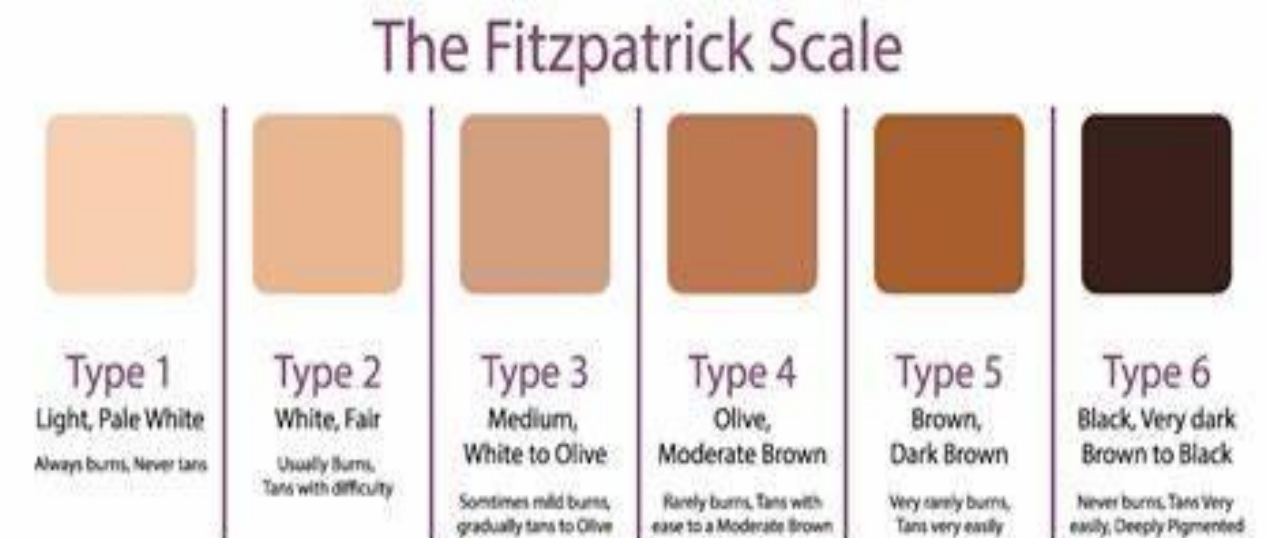 The Fitzpatrick Scale
Type 1
Light, Pale White
Always burns, Never tans
Type 2
White, Fair
Usually Burns,
Tans with difficulty
Type 3
Medium,
White to Olive
Somtimes mild burns,
gradually tans to Olive
Type 4
Olive,
Moderate Brown
Rarely burns, Tans with
ease to a Moderate Brown
Type 5
Brown,
Dark Brown
Very rarely burns,
Tans very easily
Type 6
Black, Very dark
Brown to Black
Never burns, Tans Very
easily, Deeply Pigmented